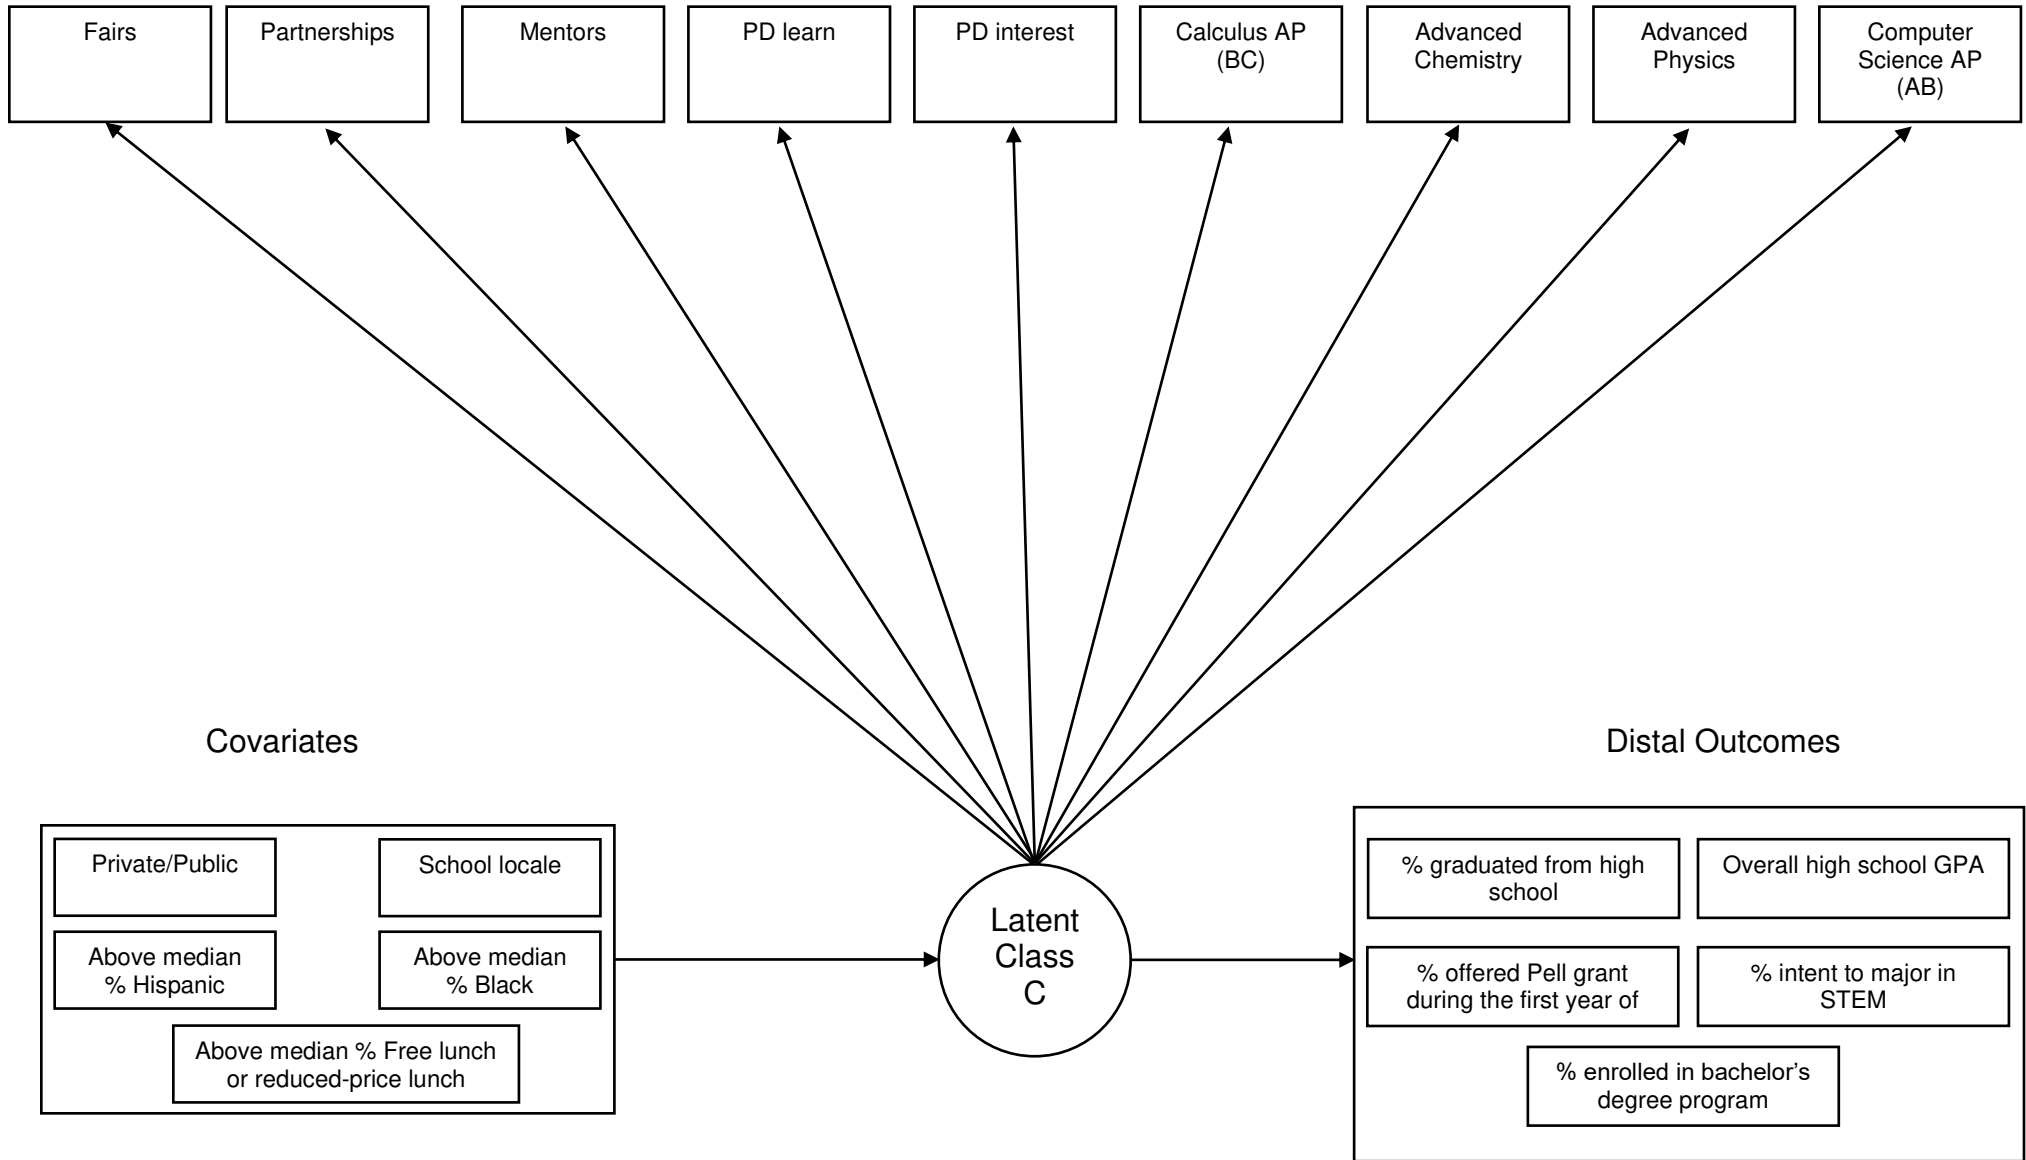 Fairs
Partnerships
Mentors
PD learn
PD interest
Calculus AP
(BC)
Advanced
Chemistry
Advanced
Physics
Computer
Science AP
(AB)
Covariates
Private/Public
School locale
Above median
% Hispanic
Above median
% Black
Above median % Free lunch
or reduced-price lunch
Latent
Class
C
Distal Outcomes
% graduated from high
school
Overall high school GPA
% offered Pell grant
during the first year of
% intent to major in
STEM
% enrolled in bachelor’s
degree program